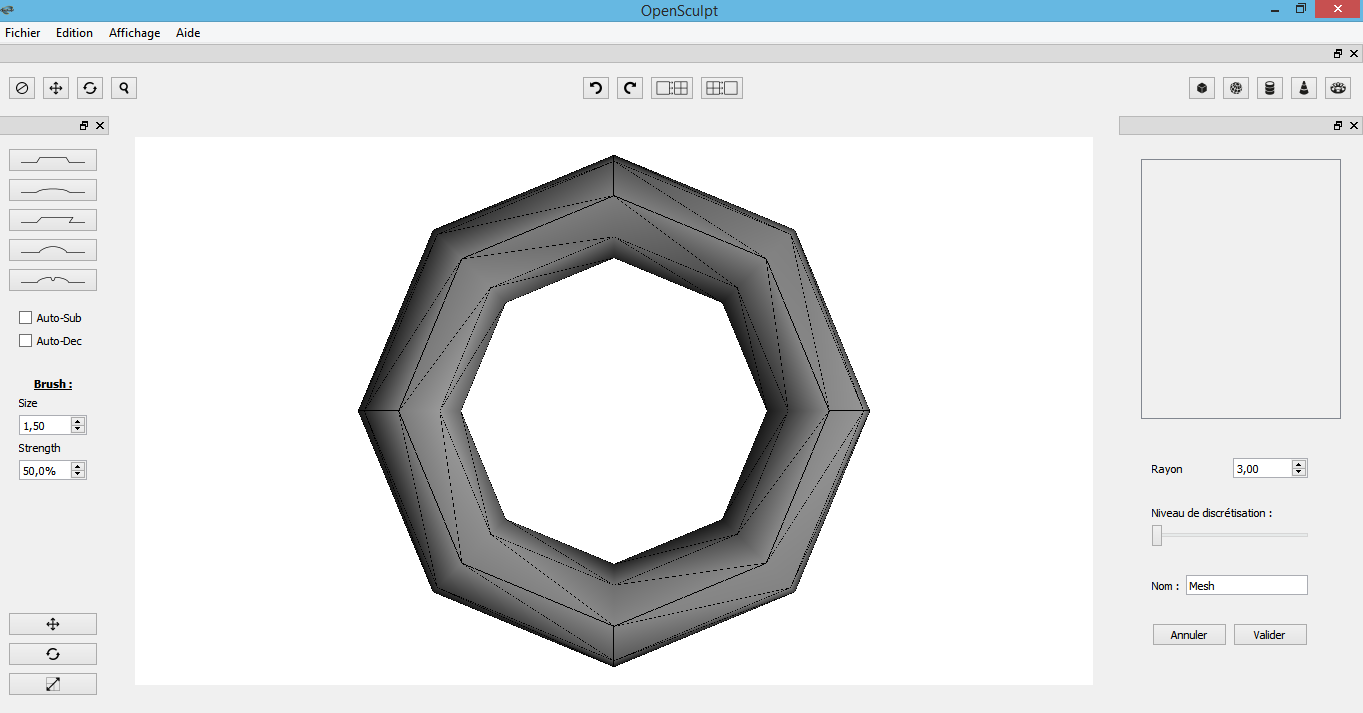 OpenSculpt
Fichier Edition Affichage Aide
Auto-Sub
Auto-Dec
Brush :
Size
1,50
Strength
50,0%
Rayon 3,00
Niveau de discrétisation :
Nom : Mesh
Annuler Valider